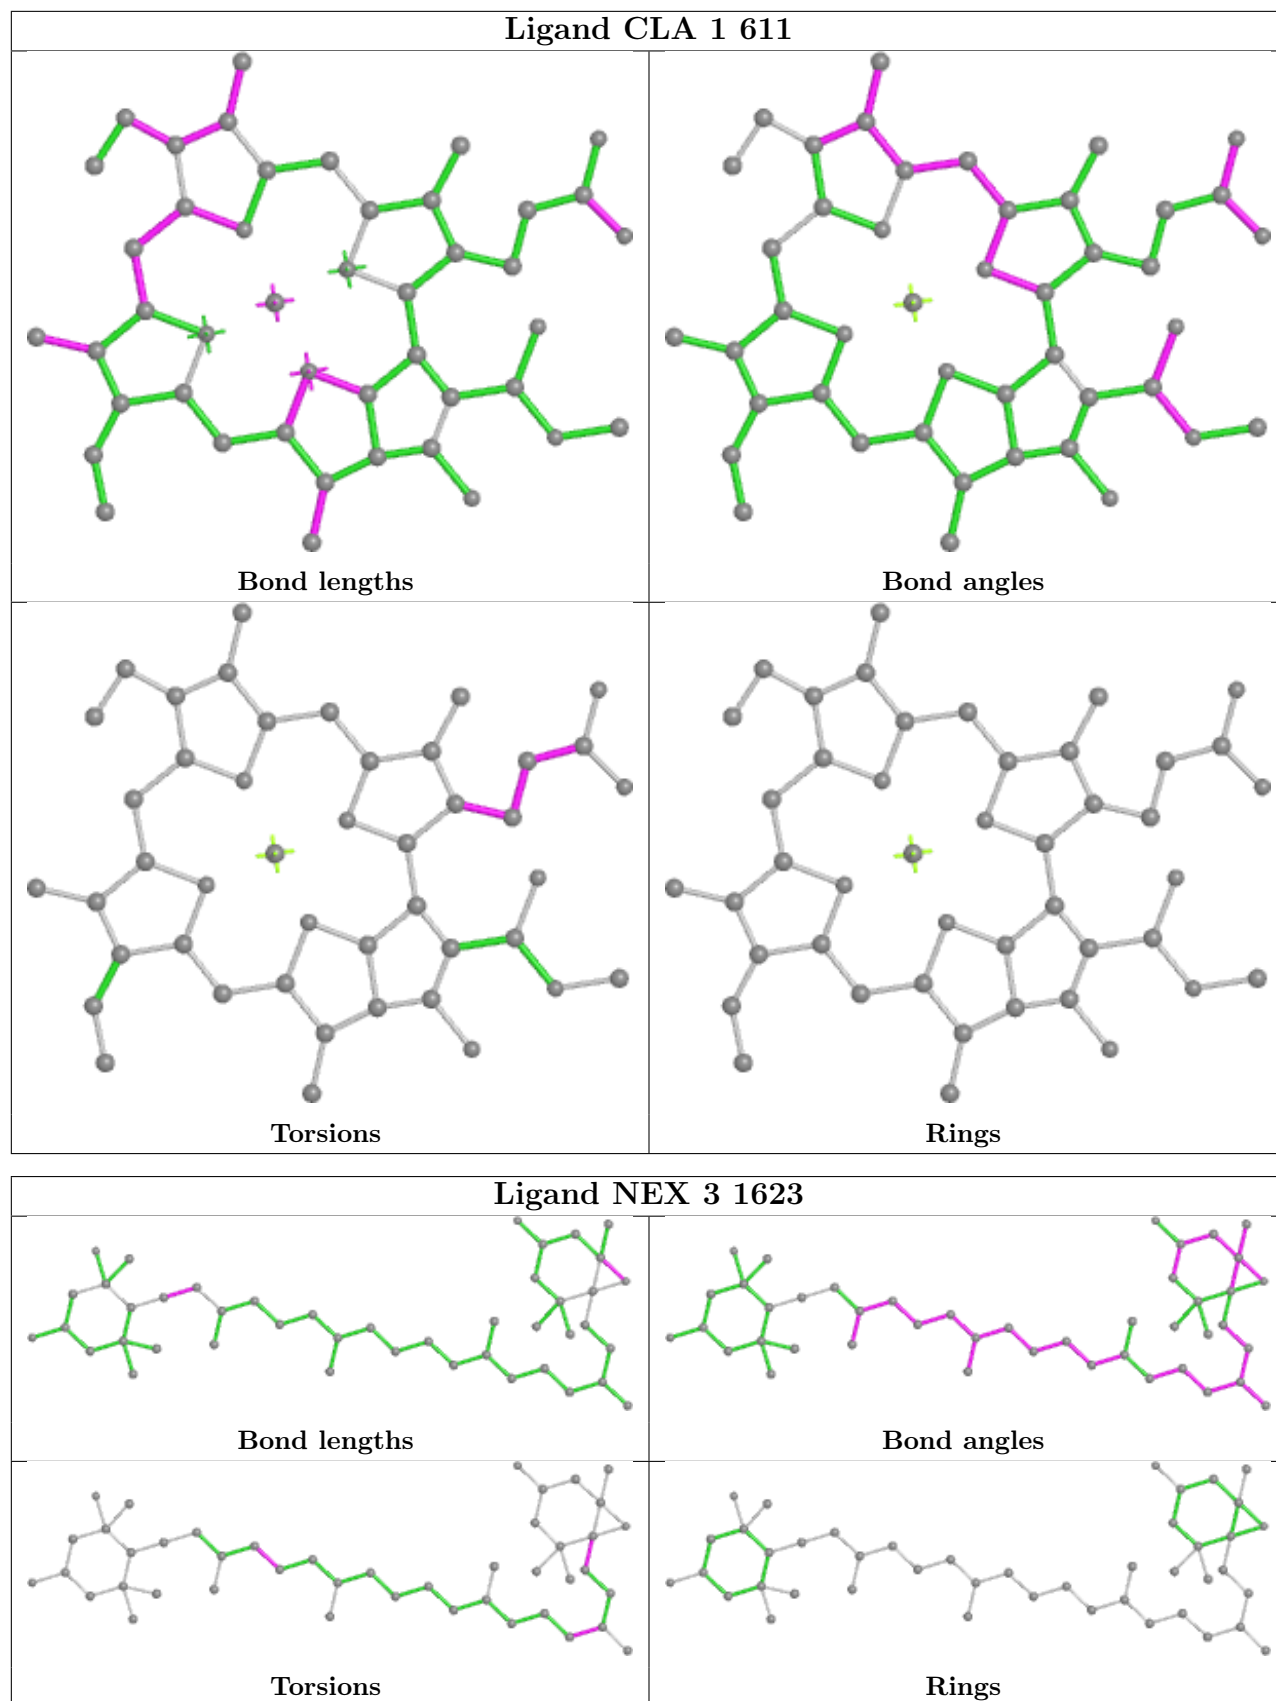 Ligand CLA 1 611
Bond lengths
Bond angles
Torsions
Rings
Ligand NEX 3 1623
Bond lengths
Bond angles
Torsions
Rings